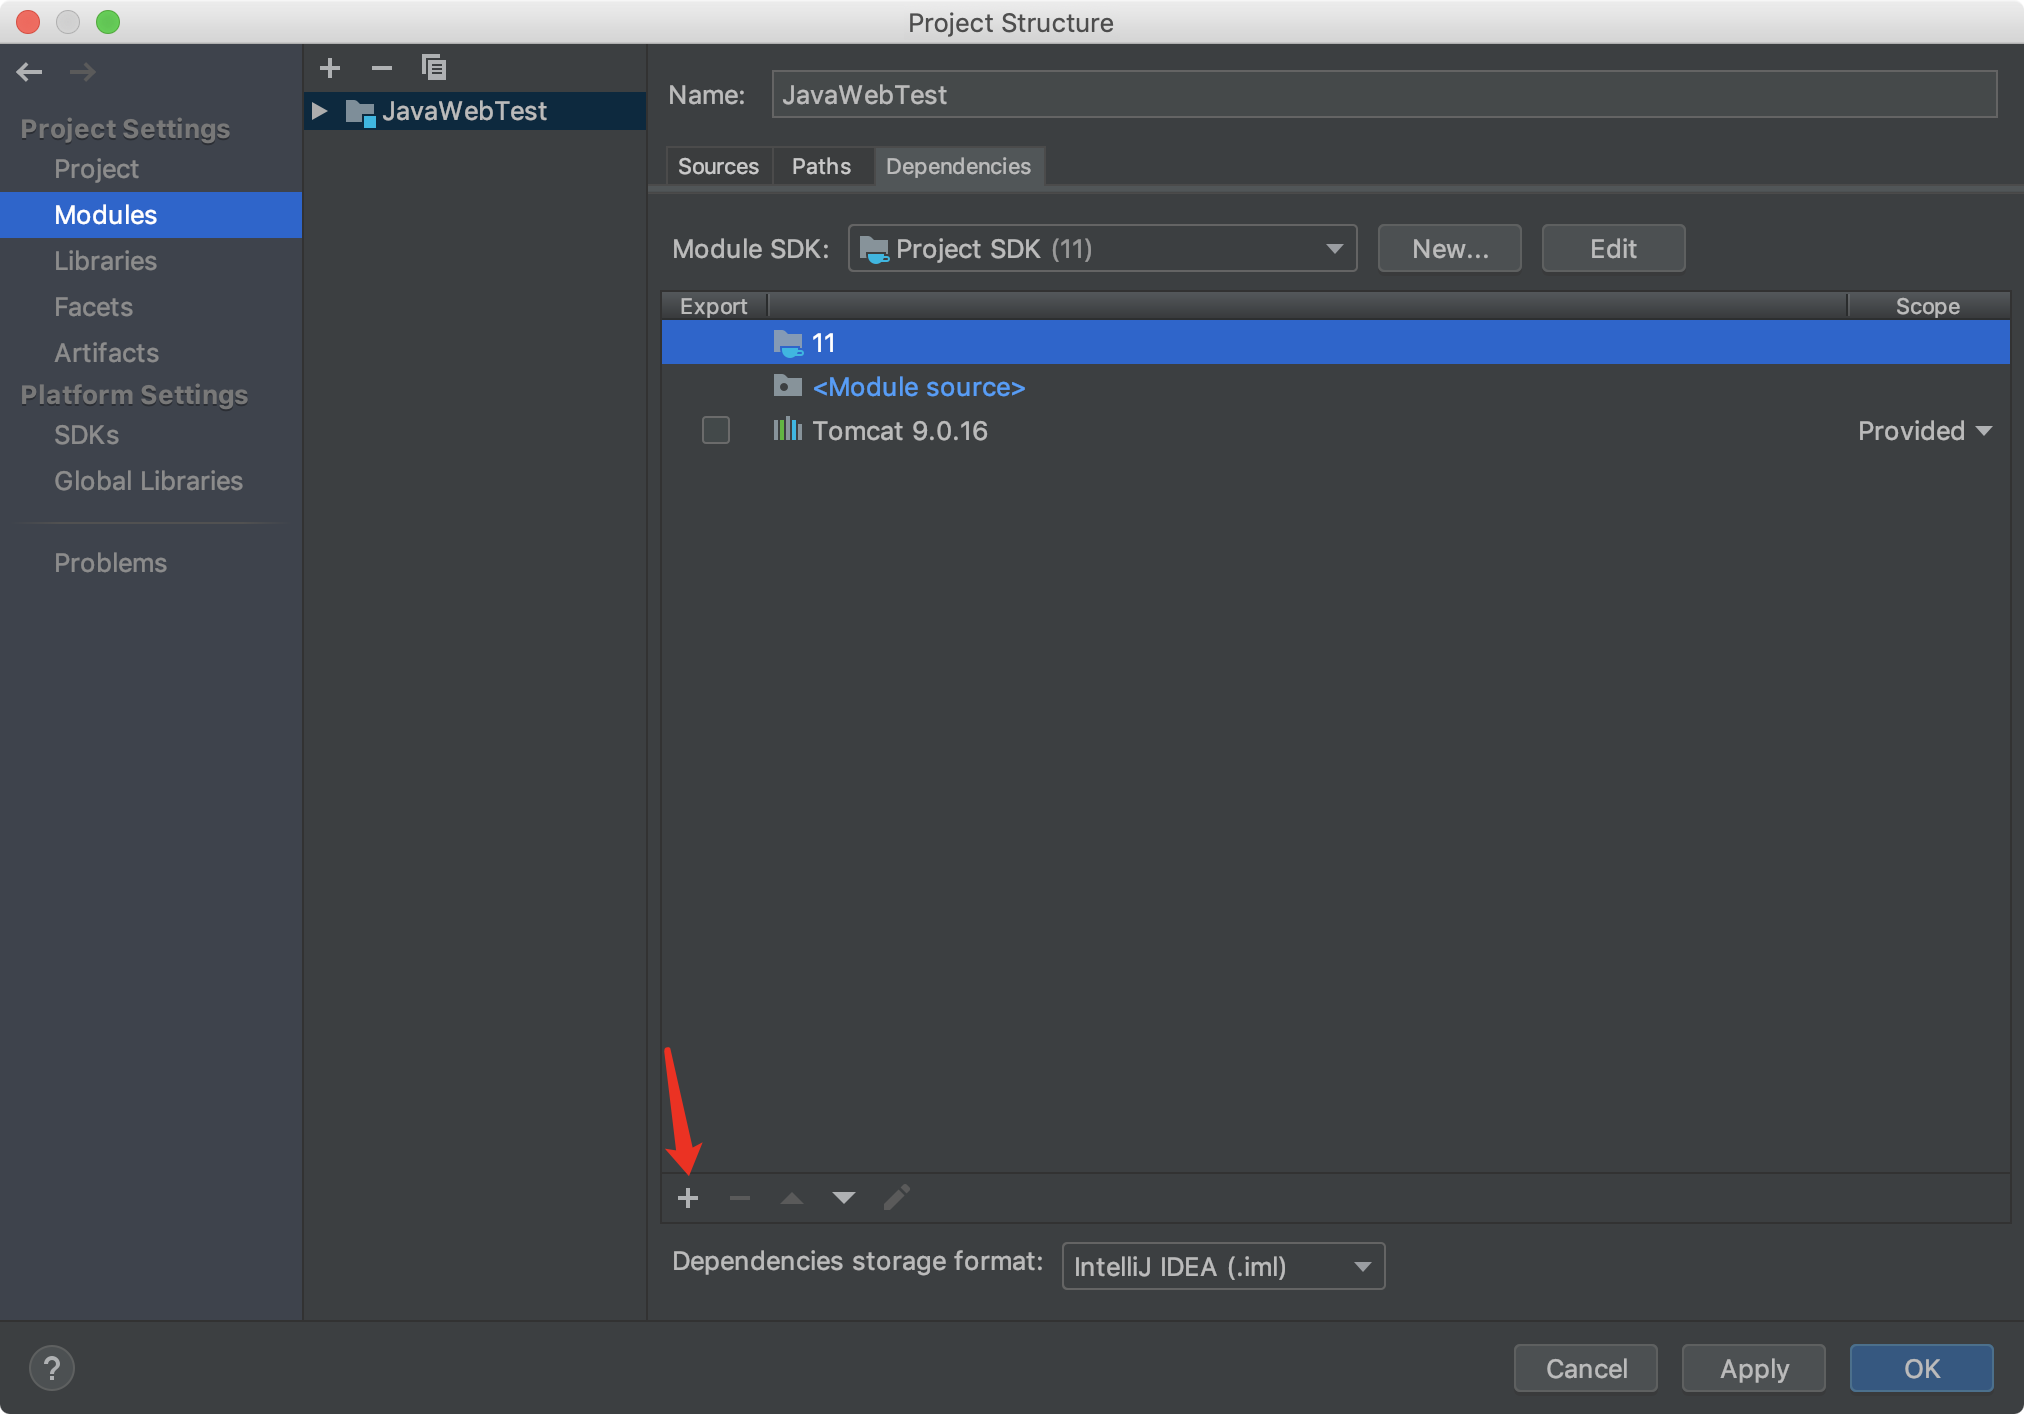 Project Structure
Project Settings
Project
Modules
Libraries
Facets
Artifacts
Platform Settings
SDKs
Global Libraries
Problems
JavaWebTest
Name: JavaWebTest
Sources Paths Dependencies
Module SDK: Project SDK (11) New... Edit
Export Scope
11
<Module source>
Tomcat 9.0.16 Provided
Dependencies storage format: IntelliJ IDEA (.iml)
? Cancel Apply OK